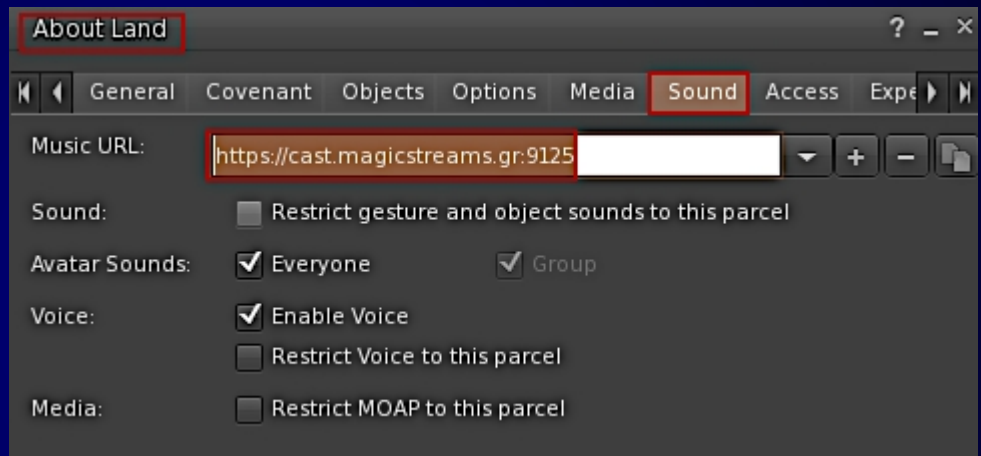 About Land ? _ ×
General Covenant Objects Options Media Sound Access Expe
Music URL: https://cast.magicstreams.gr:9125
Sound: Restrict gesture and object sounds to this parcel
Avatar Sounds: Everyone Group
Voice: Enable Voice
Restrict Voice to this parcel
Media: Restrict MOAP to this parcel